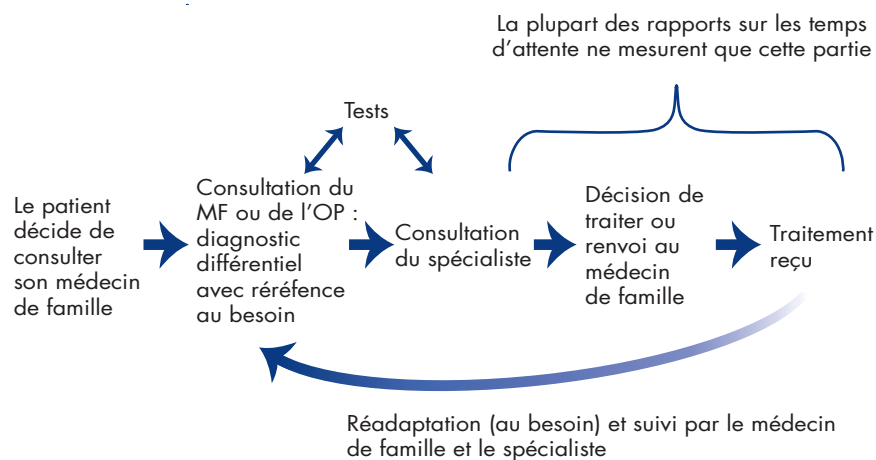 La plupart des rapports sur les temps
d'attente ne mesurent que cette partie
Tests
Le patient
décide de
consulter
son médecin
de famille
Consultation du
MF ou de l'OP :
diagnostic
différentiel
avec réréfence
au besoin
Consultation
du spécialiste
Décision de
traiter ou
renvoi au
médecin
de famille
Traitement
reçu
Réadaptation (au besoin) et suivi par le médecin
de famille et le spécialiste